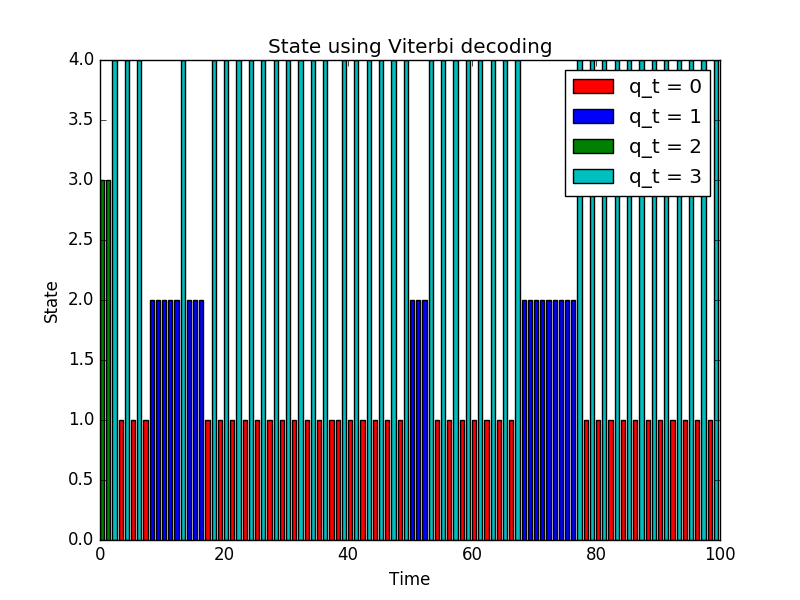 State using Viterbi decoding
4.0
3.5
3.0
2.5
2.0
1.5
1.0
0.5
0.0
State
q_t = 0
q_t = 1
q_t = 2
q_t = 3
0 20 40 60 80 100
Time